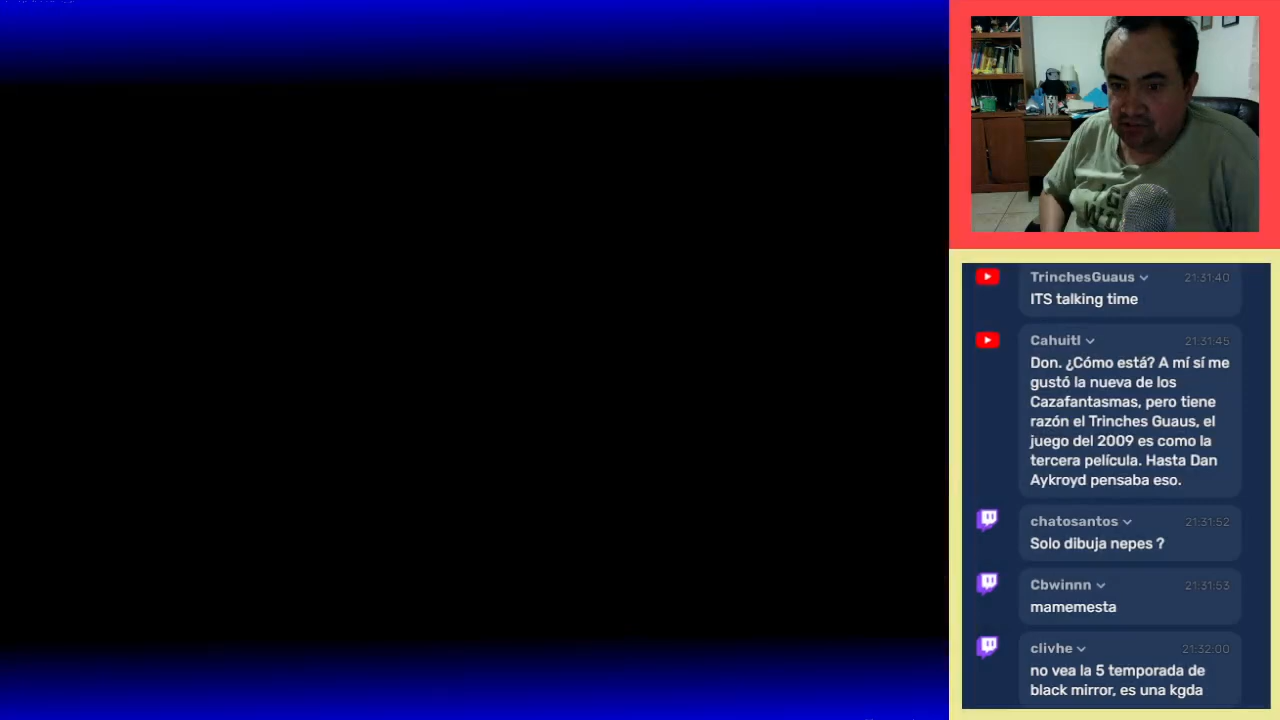 TrinchesGuaus 21:31:40
ITS talking time
Cahuitl 21:31:45
Don. ¿Cómo está? A mí sí me
gustó la nueva de los
Cazafantasmas, pero tiene
razón el Trinches Guaus, el
juego del 2009 es como la
tercera película. Hasta Dan
Aykroyd pensaba eso.
chatosantos 21:31:52
Solo dibuja nepes ?
Cbwinnn 21:31:53
mamemesta
clivhe 21:32:00
no vea la 5 temporada de
black mirror, es una kgda